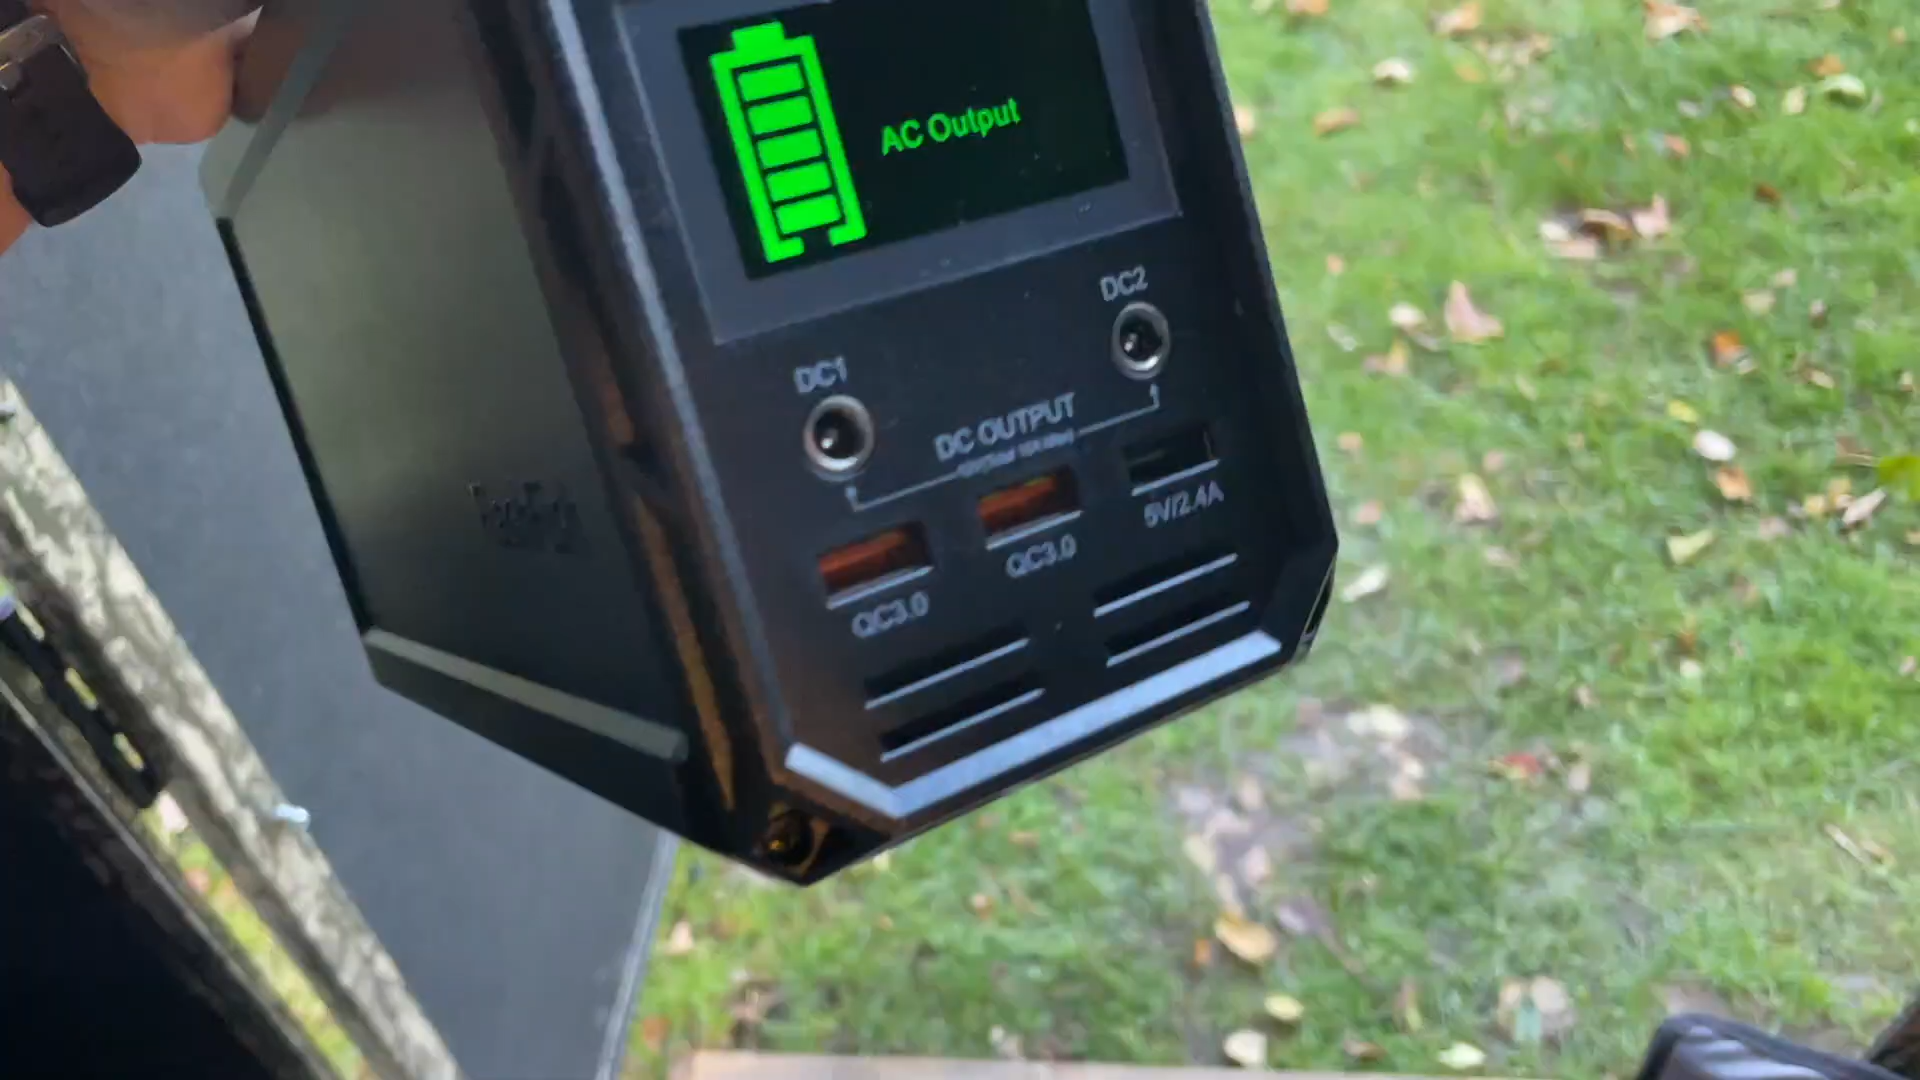 AC Output
DC2
DC1
DC OUTPUT
5V/2.4A
QC3.0
QC3.0